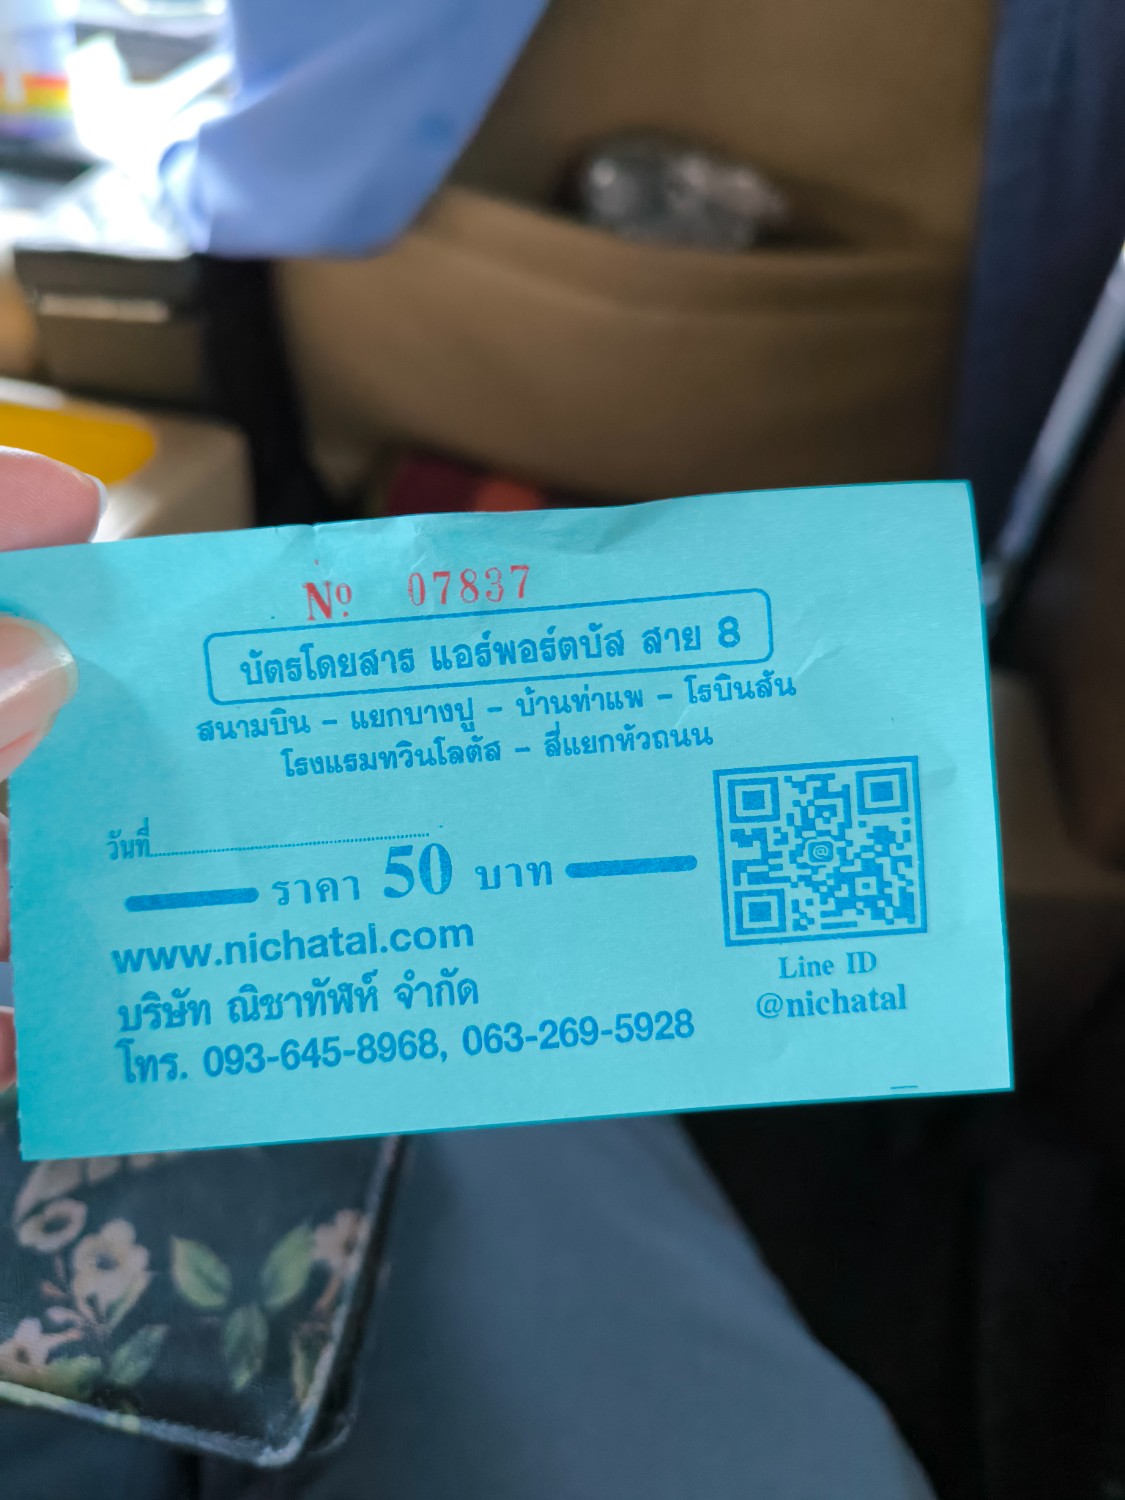 Nº 07837
บัตรโดยสาร แอร์พอร์ตบัส สาย 8
สนามบิน - แยกบางปู - บ้านท่าแพ - โรบินสัน
โรงแรมทวินโลตัส - สี่แยกหัวถนน
วันที่
ราคา 50 บาท
www.nichatal.com
บริษัท ณิชาทัฬห์ จำกัด
โทร. 093-645-8968, 063-269-5928
@
Line ID
@nichatal